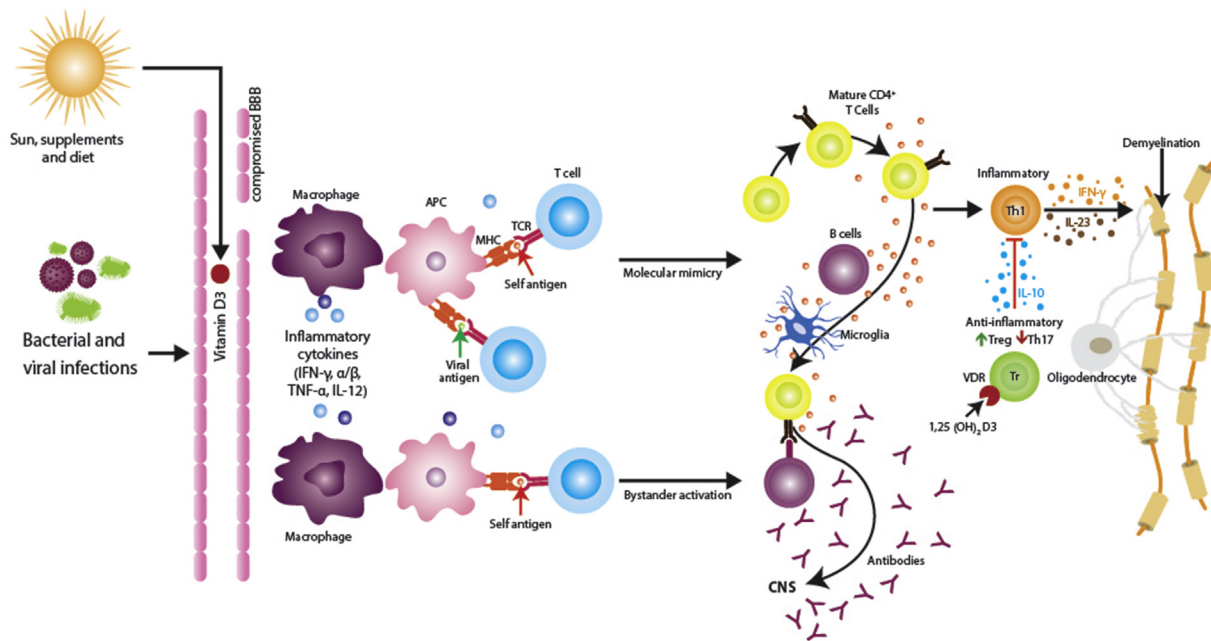 Sun, supplements
and diet
Bacterial and
viral infections
compromised BBB
Vitamin D3
Macrophage
Inflammatory
cytokines
(IFN-γ, α/β,
TNF-α, IL-12)
Macrophage
APC
MHC
TCR
T cell
Self antigen
Viral
antigen
Self antigen
Molecular mimicry
Bystander activation
Mature CD4⁺
T Cells
B cells
Microglia
Antibodies
CNS
Inflammatory
Th1
IFN-γ
IL-23
IL-10
Anti-inflammatory
Treg Th17
VDR
Tr
1,25 (OH)₂ D3
Demyelination
Oligodendrocyte